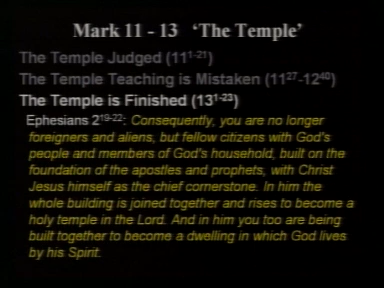 Mark 11 - 13 'The Temple'
The Temple Judged (11¹⁻²¹)
The Temple Teaching is Mistaken (11²⁷-12⁴⁰)
The Temple is Finished (13¹⁻²³)
Ephesians 2¹⁹⁻²²: Consequently, you are no longer
foreigners and aliens, but fellow citizens with God's
people and members of God's household, built on the
foundation of the apostles and prophets, with Christ
Jesus himself as the chief cornerstone. In him the
whole building is joined together and rises to become a
holy temple in the Lord. And in him you too are being
built together to become a dwelling in which God lives
by his Spirit.